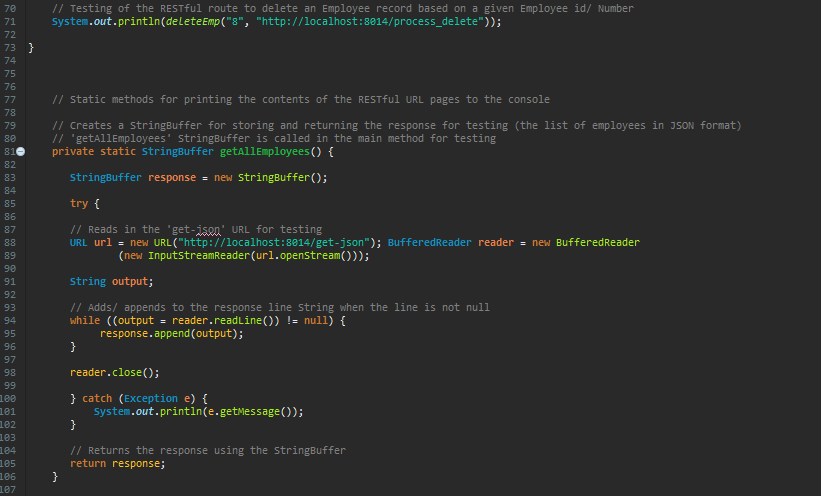 70 // Testing of the RESTful route to delete an Employee record based on a given Employee id/ Number
71 System.out.println(deleteEmp("8", "http://localhost:8014/process_delete"));
72
73 }
74
75
76
77 // Static methods for printing the contents of the RESTful URL pages to the console
78
79 // Creates a StringBuffer for storing and returning the response for testing (the list of employees in JSON format)
80 // 'getAllEmployees' StringBuffer is called in the main method for testing
81 private static StringBuffer getAllEmployees() {
82
83 StringBuffer response = new StringBuffer();
84
85 try {
86
87 // Reads in the 'get-json' URL for testing
88 URL url = new URL("http://localhost:8014/get-json"); BufferedReader reader = new BufferedReader
89 (new InputStreamReader(url.openStream()));
90
91 String output;
92
93 // Adds/ appends to the response line String when the line is not null
94 while ((output = reader.readLine()) != null) {
95 response.append(output);
96 }
97
98 reader.close();
99
100 } catch (Exception e) {
101 System.out.println(e.getMessage());
102 }
103
104 // Returns the response using the StringBuffer
105 return response;
106 }
107